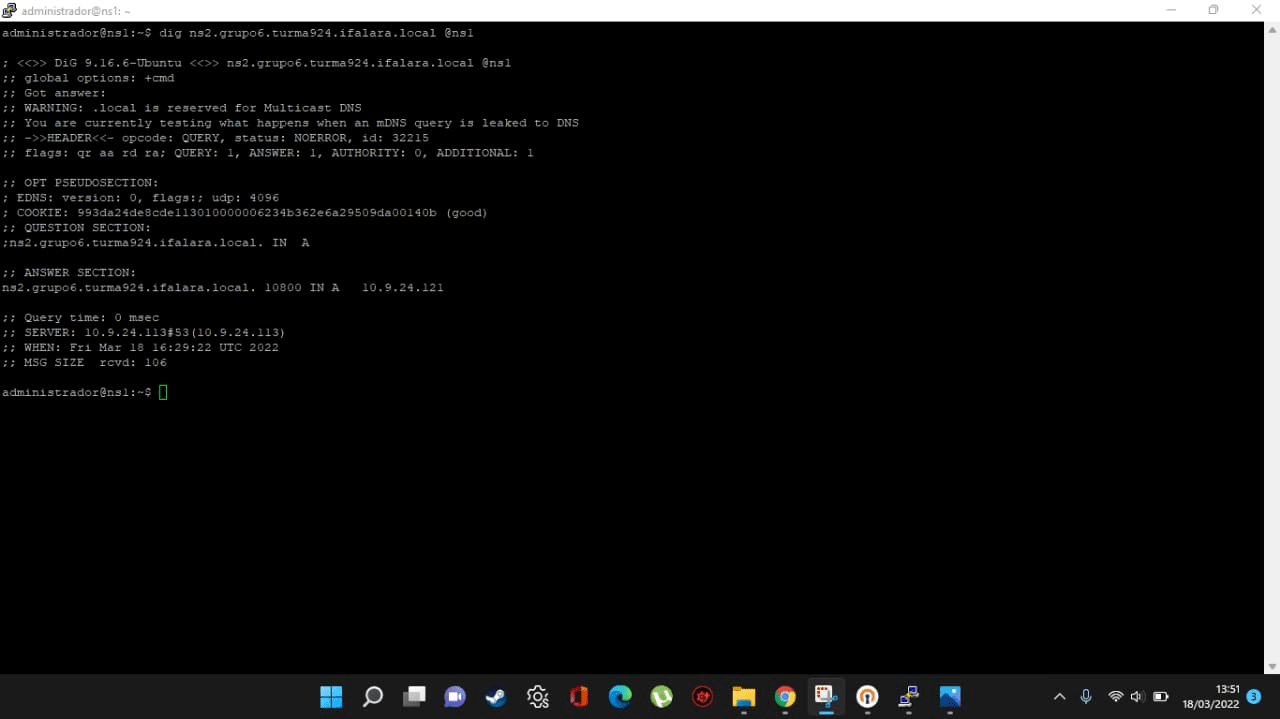 administrador@ns1: ~
administrador@ns1:~$ dig ns2.grupo6.turma924.ifalara.local @ns1
; <<>> DiG 9.16.6-Ubuntu <<>> ns2.grupo6.turma924.ifalara.local @ns1
;; global options: +cmd
;; Got answer:
;; WARNING: .local is reserved for Multicast DNS
;; You are currently testing what happens when an mDNS query is leaked to DNS
;; ->>HEADER<<- opcode: QUERY, status: NOERROR, id: 32215
;; flags: qr aa rd ra; QUERY: 1, ANSWER: 1, AUTHORITY: 0, ADDITIONAL: 1
;; OPT PSEUDOSECTION:
; EDNS: version: 0, flags:; udp: 4096
; COOKIE: 993da24de8cde113010000006234b362e6a29509da00140b (good)
;; QUESTION SECTION:
;ns2.grupo6.turma924.ifalara.local. IN A
;; ANSWER SECTION:
ns2.grupo6.turma924.ifalara.local. 10800 IN A 10.9.24.121
;; Query time: 0 msec
;; SERVER: 10.9.24.113#53(10.9.24.113)
;; WHEN: Fri Mar 18 16:29:22 UTC 2022
;; MSG SIZE rcvd: 106
administrador@ns1:~$
13:51
18/03/2022
3